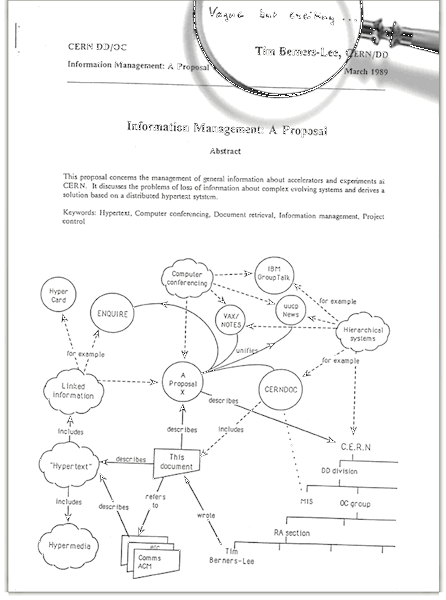 Vague but exciting ...
CERN DD/OC
Tim Berners-Lee, CERN/DD
Information Management: A Proposal
March 1989
Information Management: A Proposal
Abstract
This proposal concerns the management of general information about accelerators and experiments at
CERN. It discusses the problems of loss of information about complex evolving systems and derives a
solution based on a distributed hypertext system.
Keywords: Hypertext, Computer conferencing, Document retrieval, Information management, Project
control
Computer
conferencing
IBM
GroupTalk
Hyper
Card
ENQUIRE
VAX/
NOTES
uucp
News
for example
Hierarchical
systems
unifies
for example
for example
Linked
information
A
Proposal
X
CERNDOC
describes
includes
describes
includes
C.E.R.N
"Hypertext"
describes
This
document
DD division
includes
describes
refers
to
MIS
OC group
wrote
RA section
Hypermedia
etc
Comms
ACM
Tim
Berners-Lee